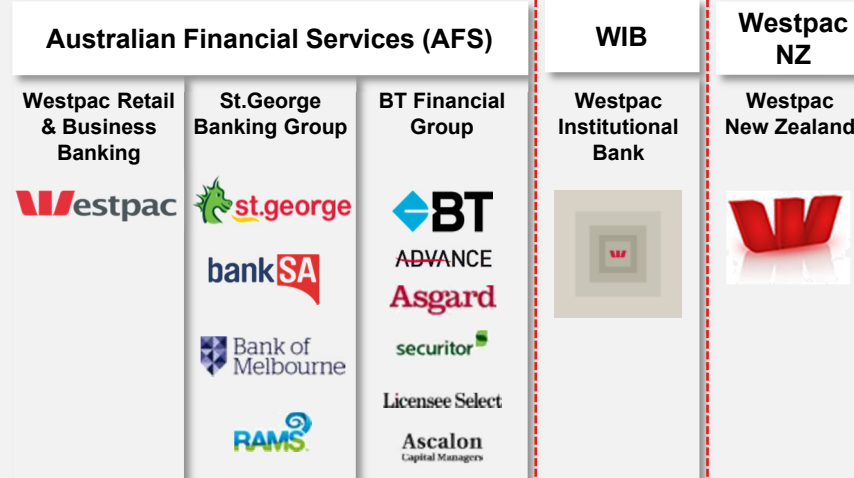 Australian Financial Services (AFS)
WIB
Westpac
NZ
Westpac Retail
& Business
Banking
St.George
Banking Group
BT Financial
Group
Westpac
Institutional
Bank
Westpac
New Zealand
Westpac
st.george
bankSA
Bank of
Melbourne
RAMS
BT
ADVANCE
Asgard
securitor
Licensee Select
Ascalon
Capital Managers
W
W